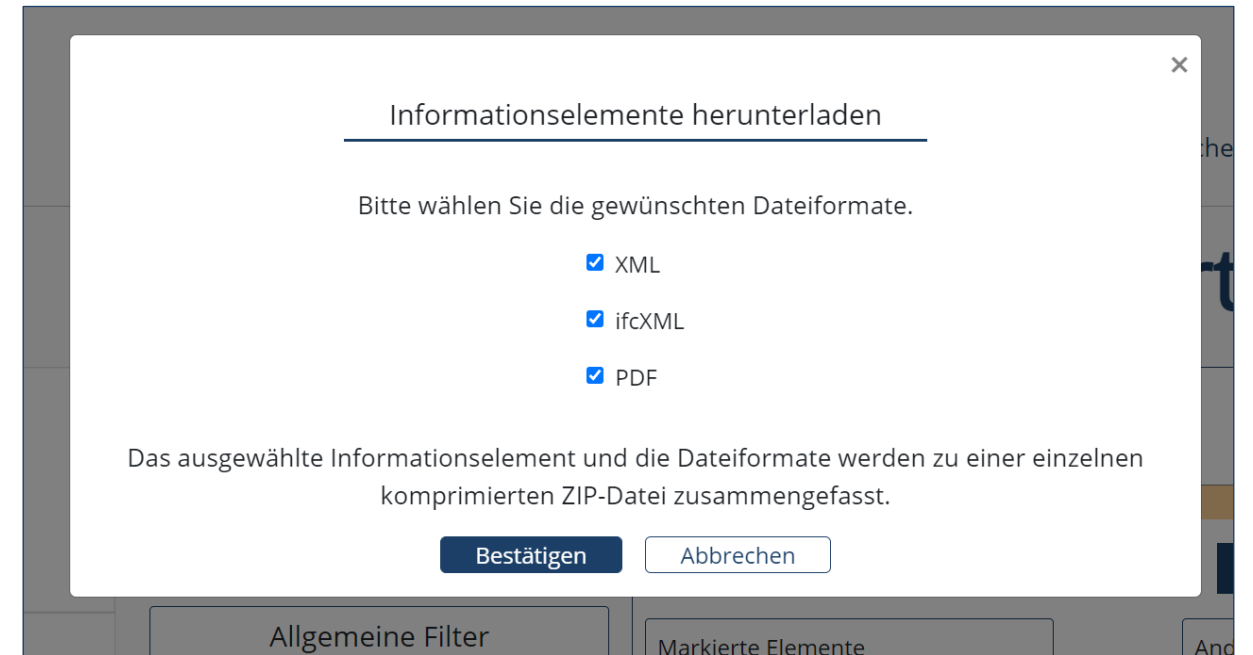 ×
Informationselemente herunterladen
Bitte wählen Sie die gewünschten Dateiformate.
XML
ifcXML
PDF
Das ausgewählte Informationselement und die Dateiformate werden zu einer einzelnen
komprimierten ZIP-Datei zusammengefasst.
Bestätigen Abbrechen
Allgemeine Filter
Markierte Elemente